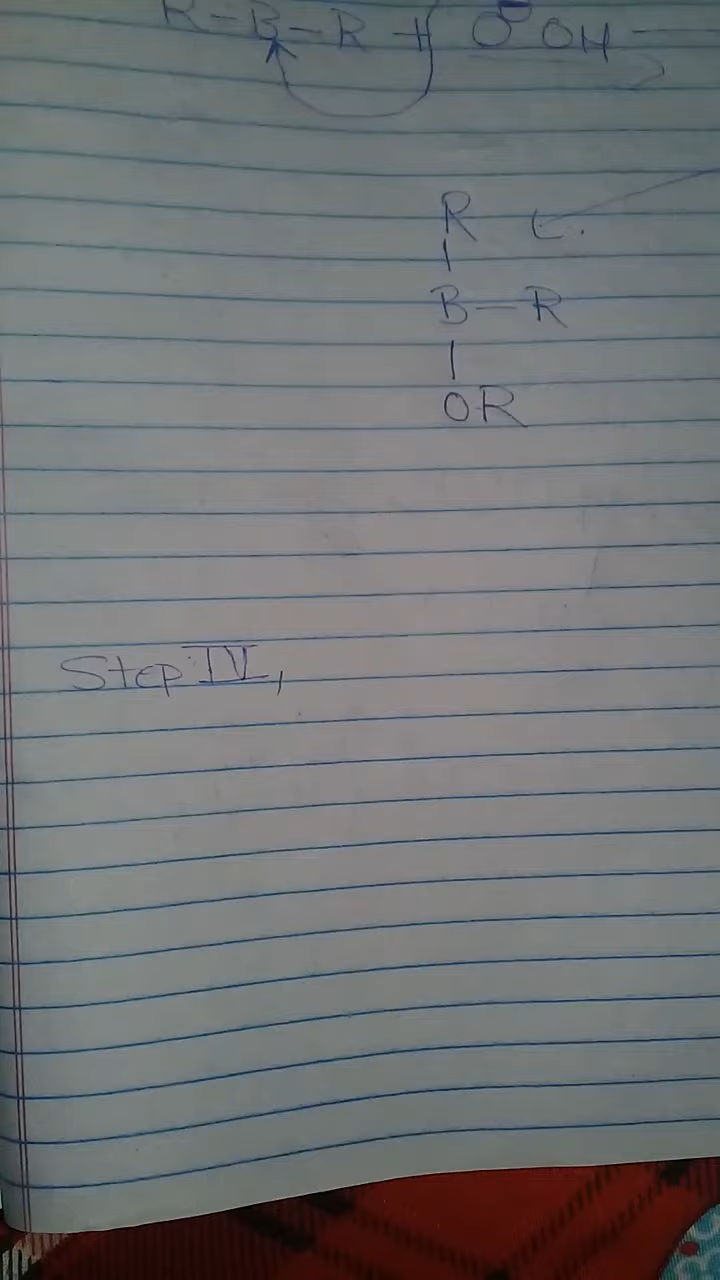 R-B-R + O⁻ OH
R
B-R
OR
Step IV,